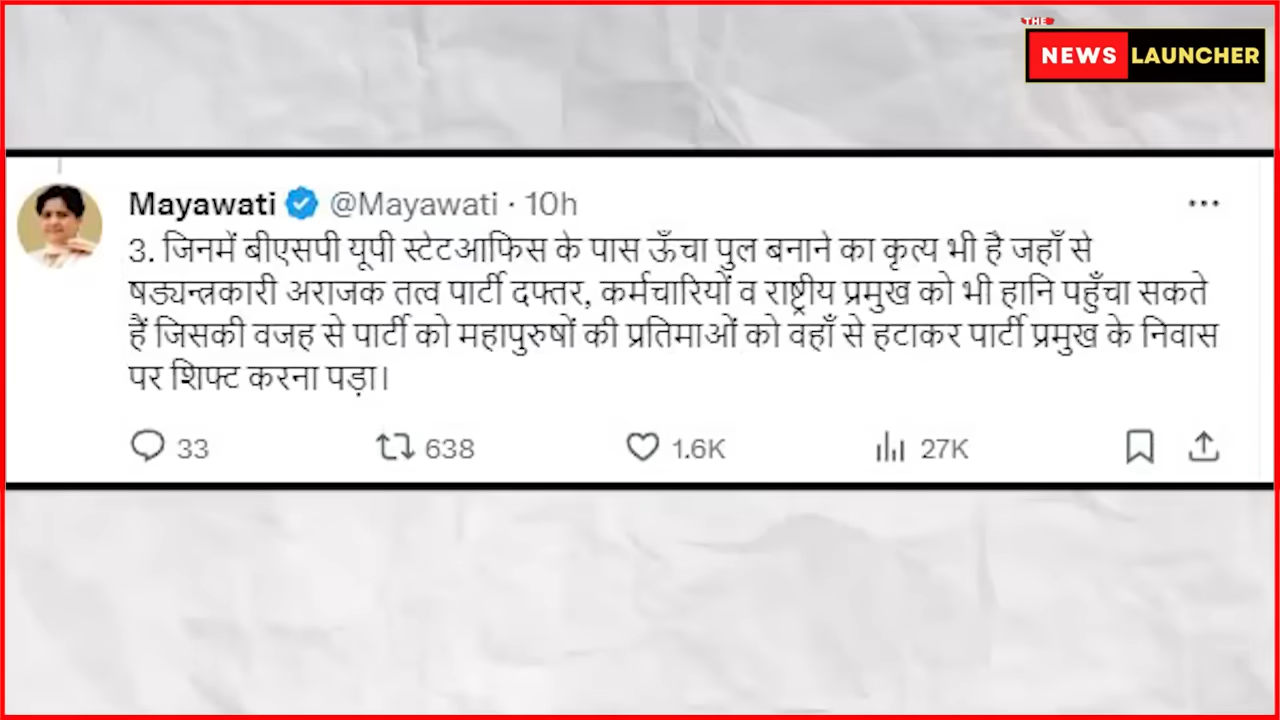 THE
NEWS LAUNCHER
Mayawati @Mayawati · 10h
3. जिनमें बीएसपी यूपी स्टेटआफिस के पास ऊँचा पुल बनाने का कृत्य भी है जहाँ से
षड्यन्त्रकारी अराजक तत्व पार्टी दफ्तर, कर्मचारियों व राष्ट्रीय प्रमुख को भी हानि पहुँचा सकते
हैं जिसकी वजह से पार्टी को महापुरुषों की प्रतिमाओं को वहाँ से हटाकर पार्टी प्रमुख के निवास
पर शिफ्ट करना पड़ा।
33 638 1.6K 27K